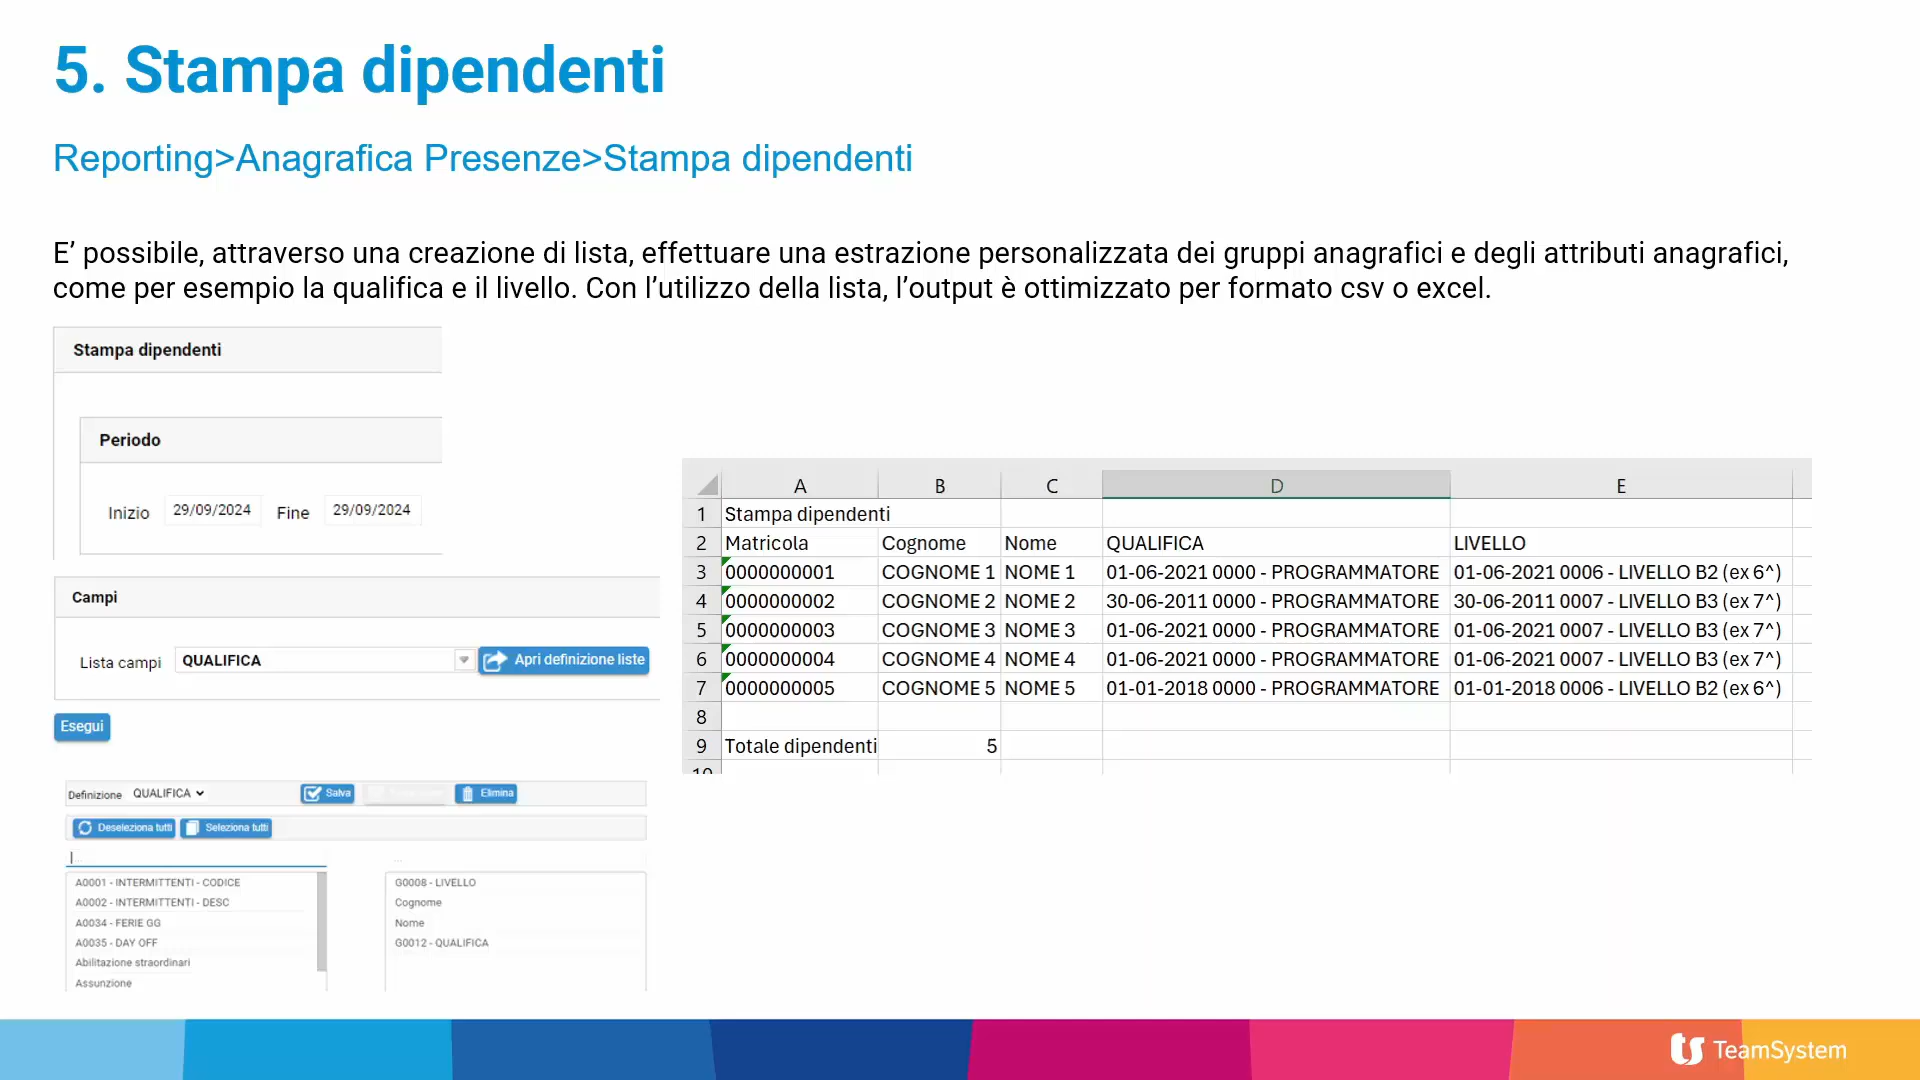 5. Stampa dipendenti
Reporting>Anagrafica Presenze>Stampa dipendenti
E’ possibile, attraverso una creazione di lista, effettuare una estrazione personalizzata dei gruppi anagrafici e degli attributi anagrafici,
come per esempio la qualifica e il livello. Con l’utilizzo della lista, l’output è ottimizzato per formato csv o excel.
Stampa dipendenti
Periodo
Inizio 29/09/2024 Fine 29/09/2024
Campi
Lista campi QUALIFICA Apri definizione liste
Esegui
Definizione QUALIFICA Salva Elimina
Deseleziona tutti Seleziona tutti
...
A0001 - INTERMITTENTI - CODICE
A0002 - INTERMITTENTI - DESC
A0034 - FERIE GG
A0035 - DAY OFF
Abilitazione straordinari
Assunzione
G0008 - LIVELLO
Cognome
Nome
G0012 - QUALIFICA
A B C D E
1 Stampa dipendenti
2 Matricola Cognome Nome QUALIFICA LIVELLO
3 0000000001 COGNOME 1 NOME 1 01-06-2021 0000 - PROGRAMMATORE 01-06-2021 0006 - LIVELLO B2 (ex 6^)
4 0000000002 COGNOME 2 NOME 2 30-06-2011 0000 - PROGRAMMATORE 30-06-2011 0007 - LIVELLO B3 (ex 7^)
5 0000000003 COGNOME 3 NOME 3 01-06-2021 0000 - PROGRAMMATORE 01-06-2021 0007 - LIVELLO B3 (ex 7^)
6 0000000004 COGNOME 4 NOME 4 01-06-2021 0000 - PROGRAMMATORE 01-06-2021 0007 - LIVELLO B3 (ex 7^)
7 0000000005 COGNOME 5 NOME 5 01-01-2018 0000 - PROGRAMMATORE 01-01-2018 0006 - LIVELLO B2 (ex 6^)
8
9 Totale dipendenti 5
10
TeamSystem